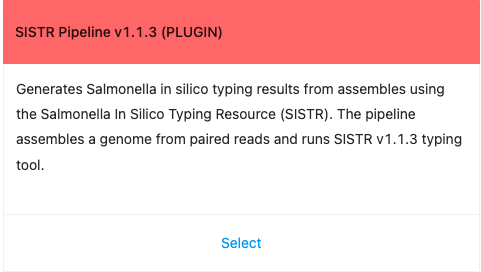 SISTR Pipeline v1.1.3 (PLUGIN)
Generates Salmonella in silico typing results from assembles using
the Salmonella In Silico Typing Resource (SISTR). The pipeline
assembles a genome from paired reads and runs SISTR v1.1.3 typing
tool.
Select